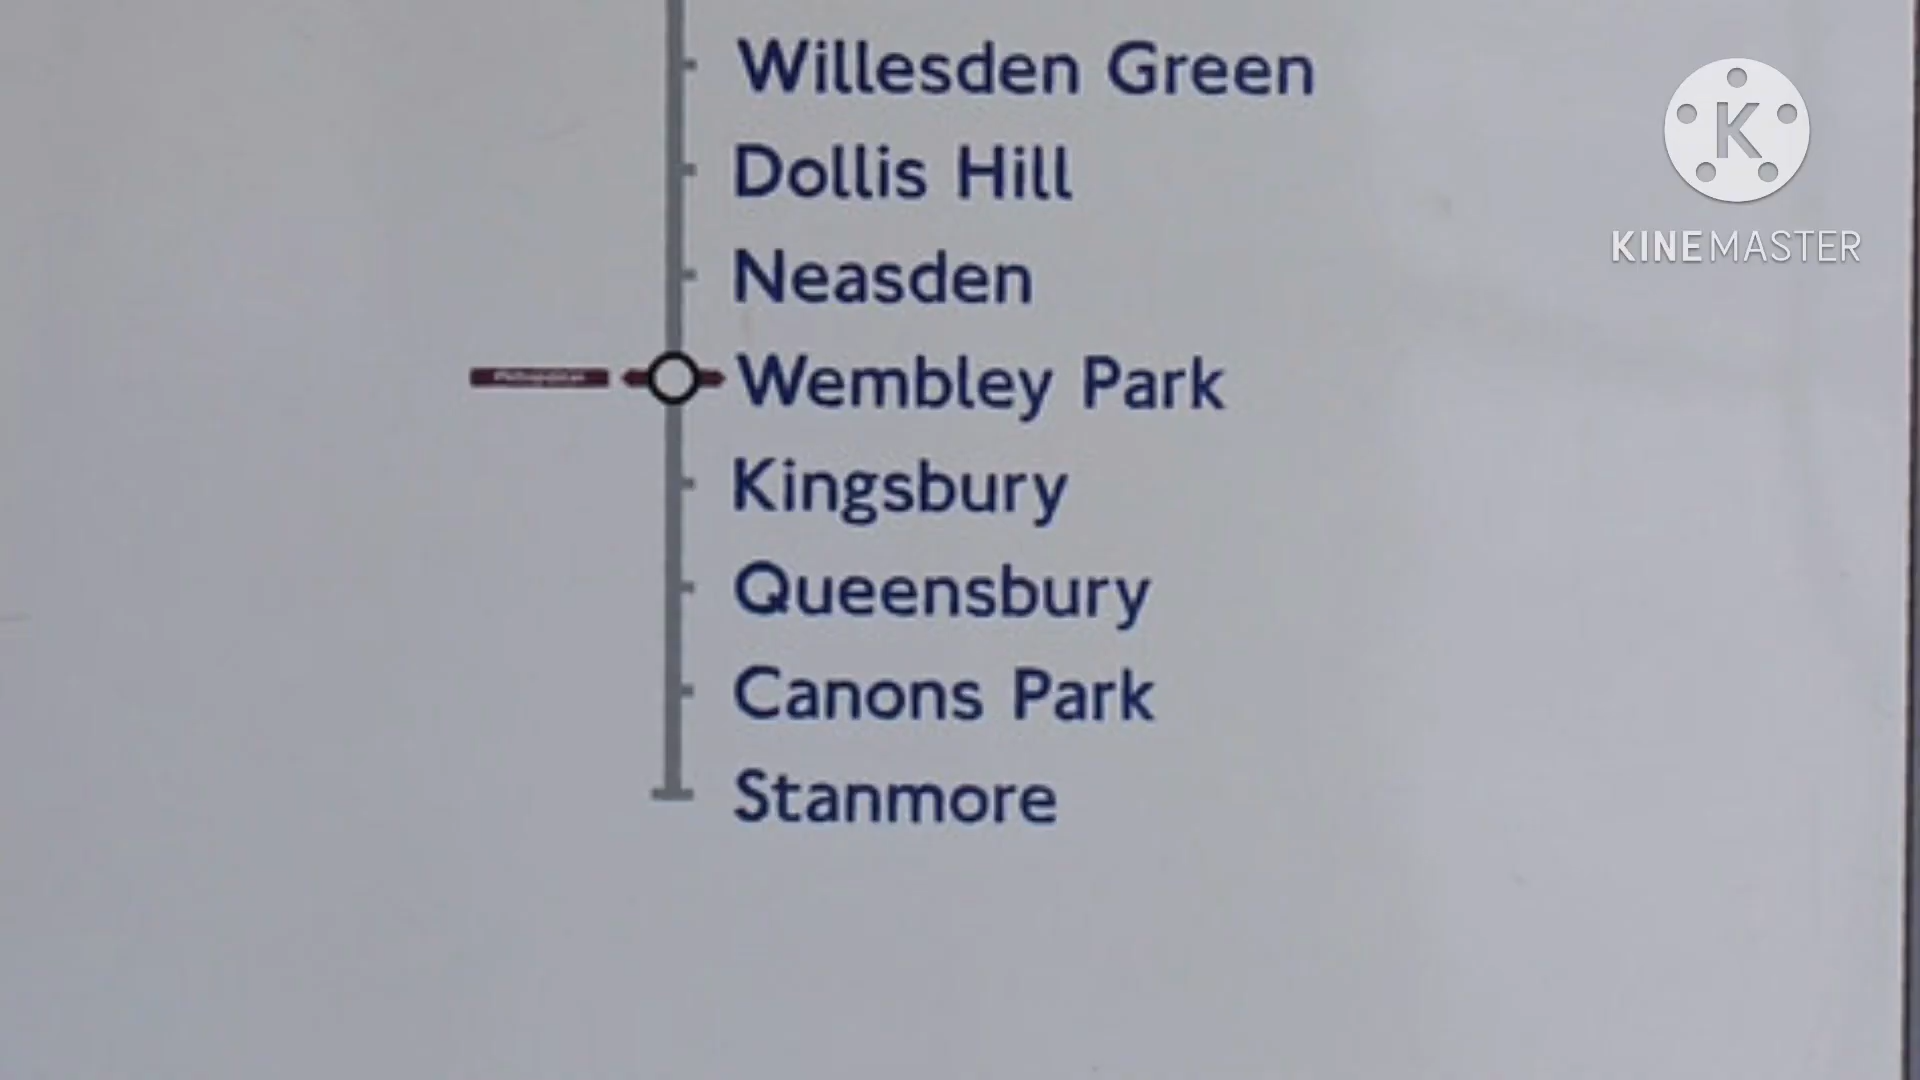 Willesden Green
Dollis Hill
Neasden
Wembley Park
Kingsbury
Queensbury
Canons Park
Stanmore
K
KINEMASTER